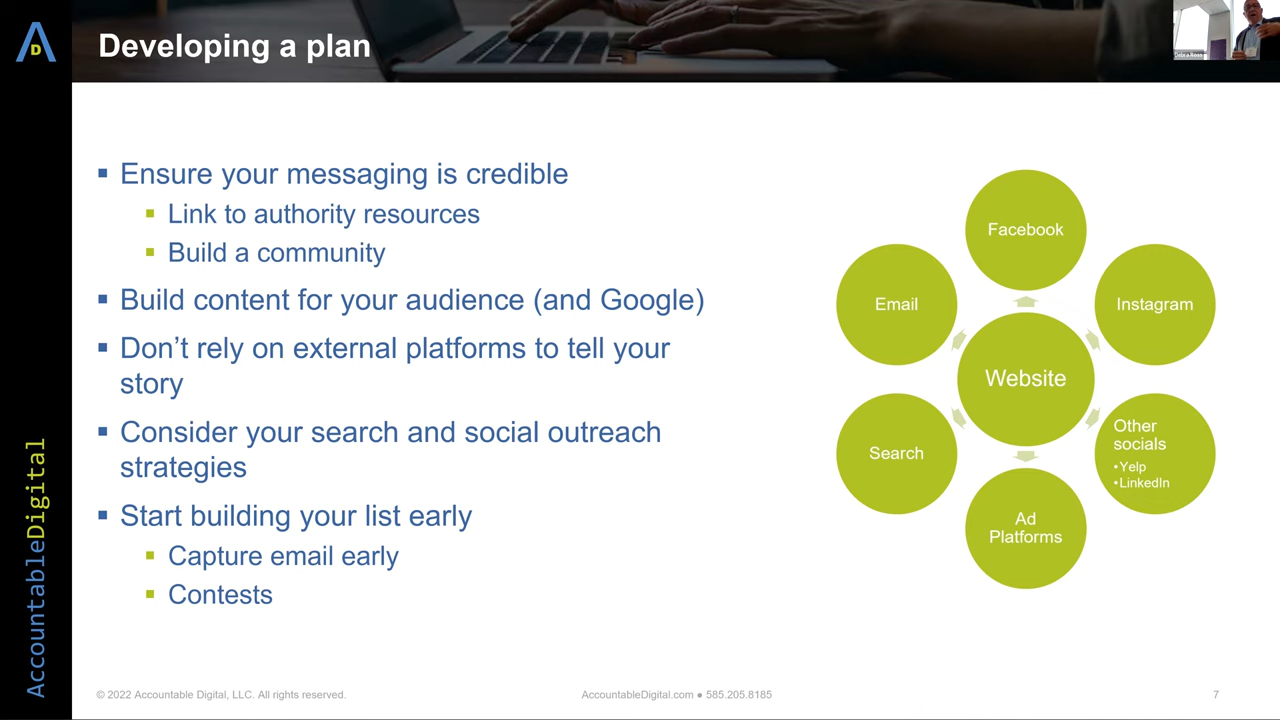 Developing a plan
D
Ensure your messaging is credible
Link to authority resources
Build a community
Build content for your audience (and Google)
Don’t rely on external platforms to tell your
story
Consider your search and social outreach
strategies
Start building your list early
Capture email early
Contests
Facebook
Email
Instagram
Website
Search
Other
socials
•Yelp
•LinkedIn
Ad
Platforms
AccountableDigital
© 2022 Accountable Digital, LLC. All rights reserved.
AccountableDigital.com ● 585.205.8185
7